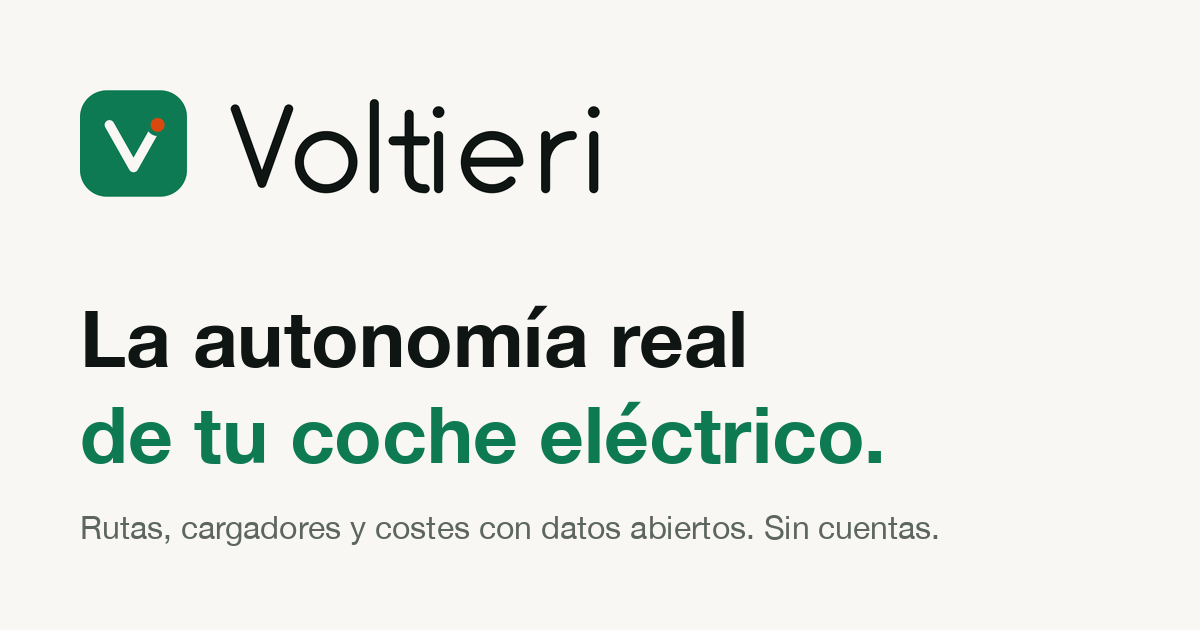 Voltieri
La autonomía real
de tu coche eléctrico.
Rutas, cargadores y costes con datos abiertos. Sin cuentas.